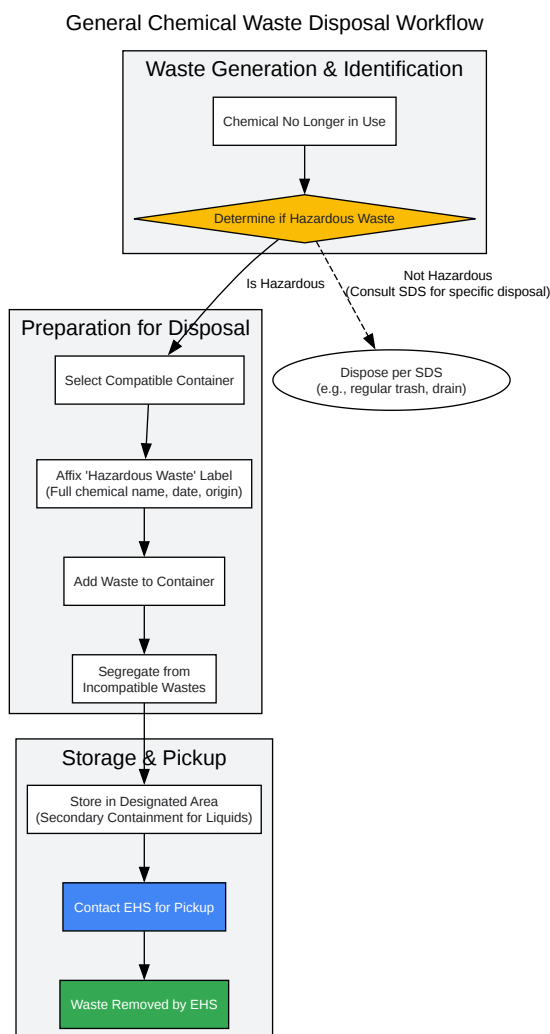 General Chemical Waste Disposal Workflow
Waste Generation & Identification
Chemical No Longer in Use
Determine if Hazardous Waste
Is Hazardous
Not Hazardous
(Consult SDS for specific disposal)
Preparation for Disposal
Select Compatible Container
Dispose per SDS
(e.g., regular trash, drain)
Affix 'Hazardous Waste' Label
(Full chemical name, date, origin)
Add Waste to Container
Segregate from
Incompatible Wastes
Storage & Pickup
Store in Designated Area
(Secondary Containment for Liquids)
Contact EHS for Pickup
Waste Removed by EHS